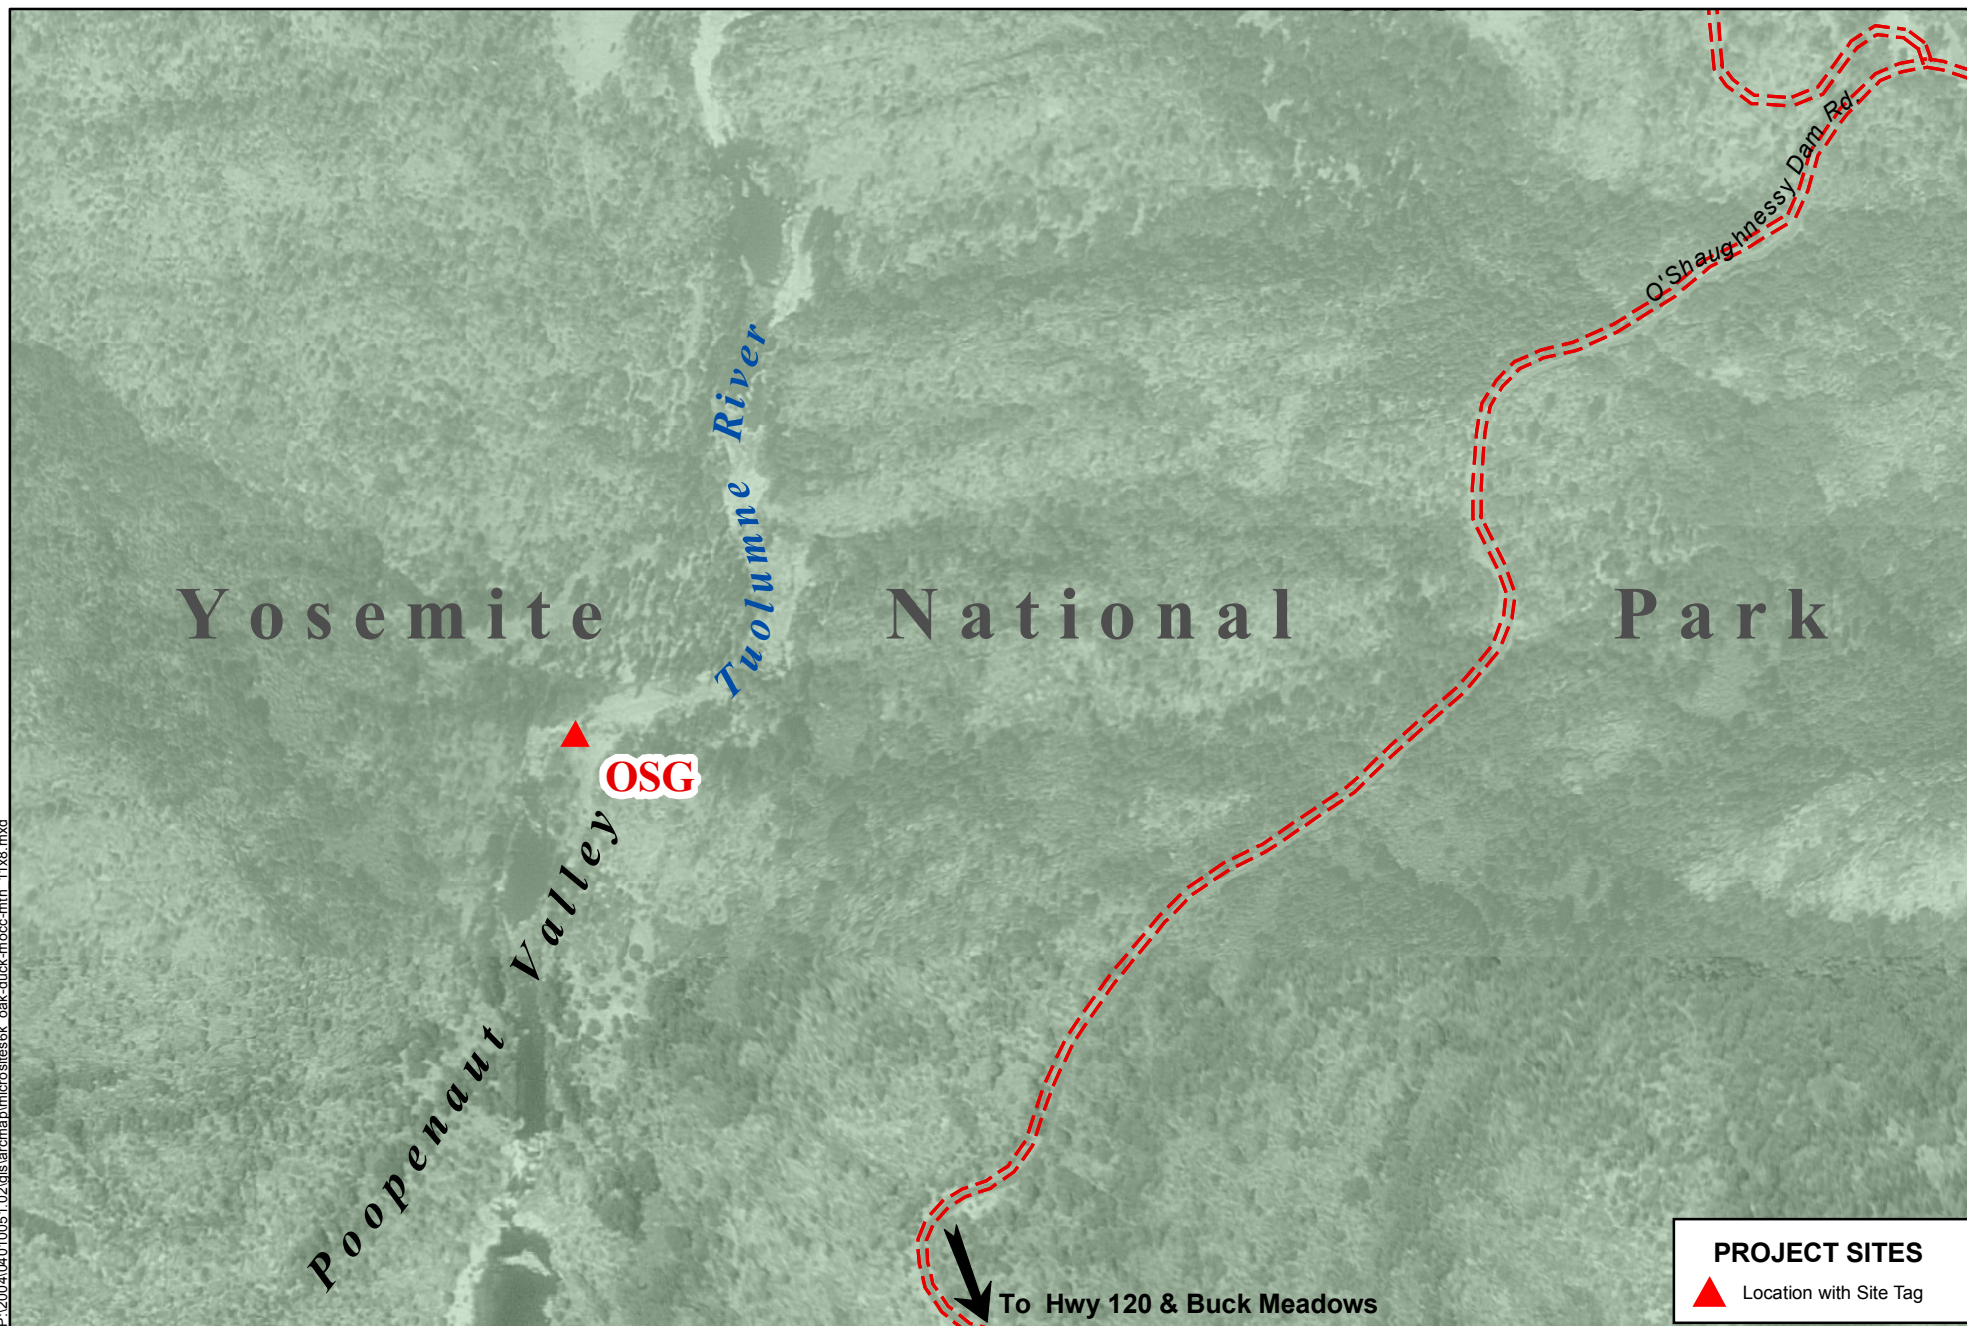 O'Shaughnessy Dam Rd.
Tuolumne River
Yosemite National Park
OSG
Poopenaut Valley
To Hwy 120 & Buck Meadows
PROJECT SITES
Location with Site Tag